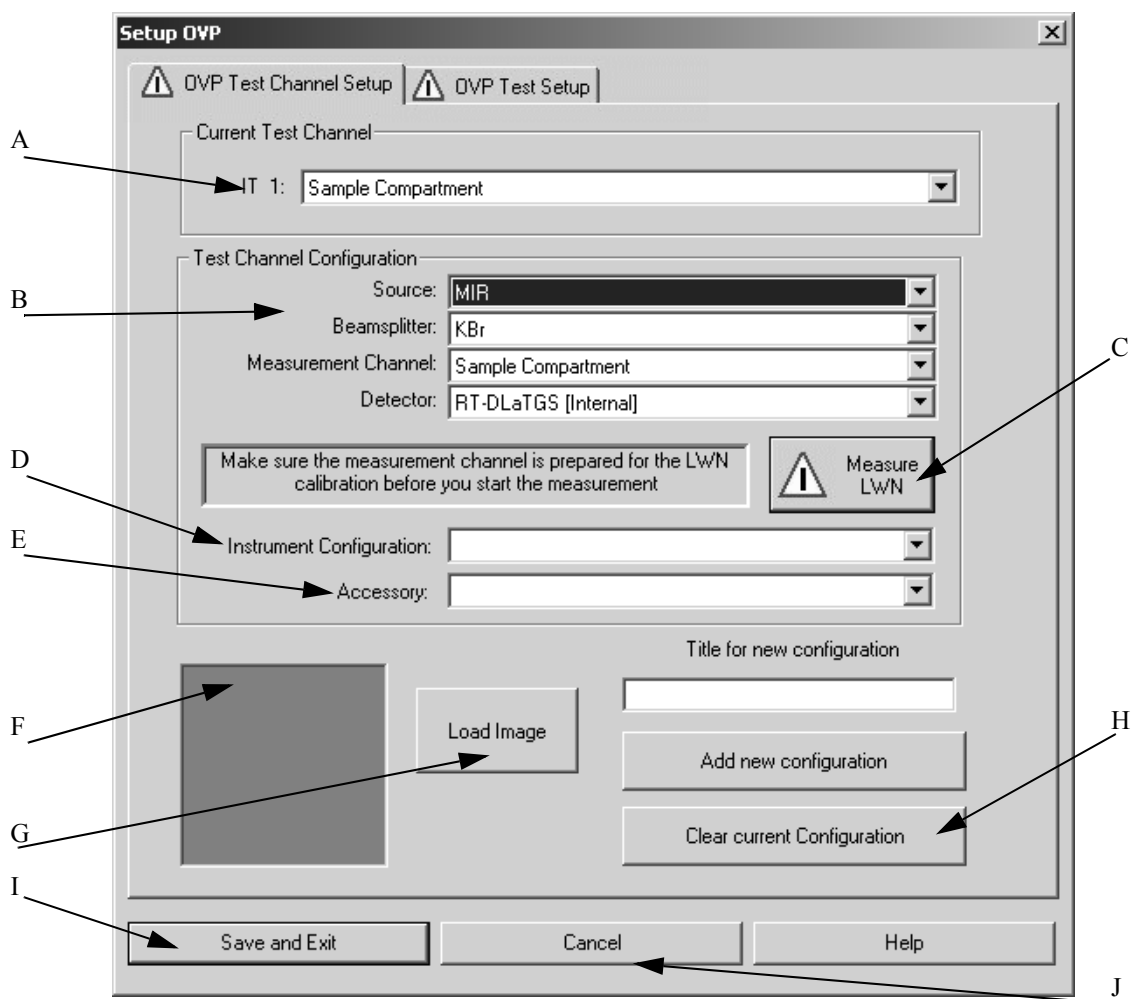 Setup OVP
OVP Test Channel Setup
OVP Test Setup
A
Current Test Channel
IT 1: Sample Compartment
Test Channel Configuration
B
Source: MIR
Beamsplitter: KBr
Measurement Channel: Sample Compartment
C
Detector: RT-DLaTGS [Internal]
D
Make sure the measurement channel is prepared for the LWN
calibration before you start the measurement
Measure
LWN
E
Instrument Configuration:
Accessory:
Title for new configuration
F
Load Image
H
Add new configuration
G
Clear current Configuration
I
Save and Exit
Cancel
Help
J